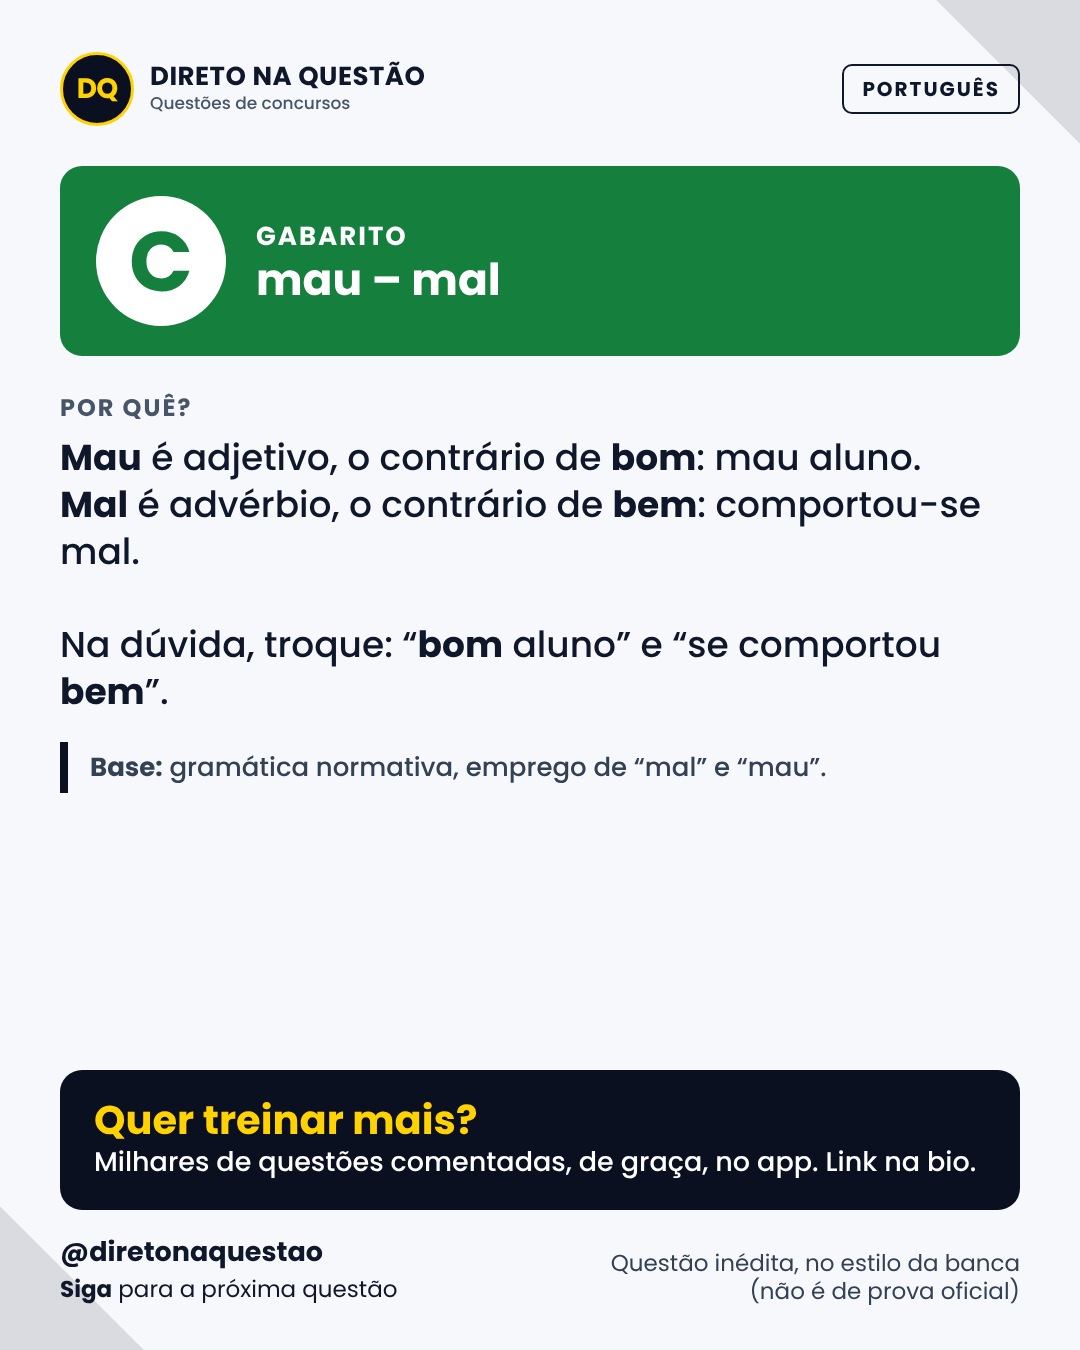 DQ
DIRETO NA QUESTÃO
Questões de concursos
PORTUGUÊS
C
GABARITO
mau – mal
POR QUÊ?
Mau é adjetivo, o contrário de bom: mau aluno.
Mal é advérbio, o contrário de bem: comportou-se
mal.
Na dúvida, troque: “bom aluno” e “se comportou
bem”.
Base: gramática normativa, emprego de “mal” e “mau”.
Quer treinar mais?
Milhares de questões comentadas, de graça, no app. Link na bio.
@diretonaquestao
Siga para a próxima questão
Questão inédita, no estilo da banca
(não é de prova oficial)